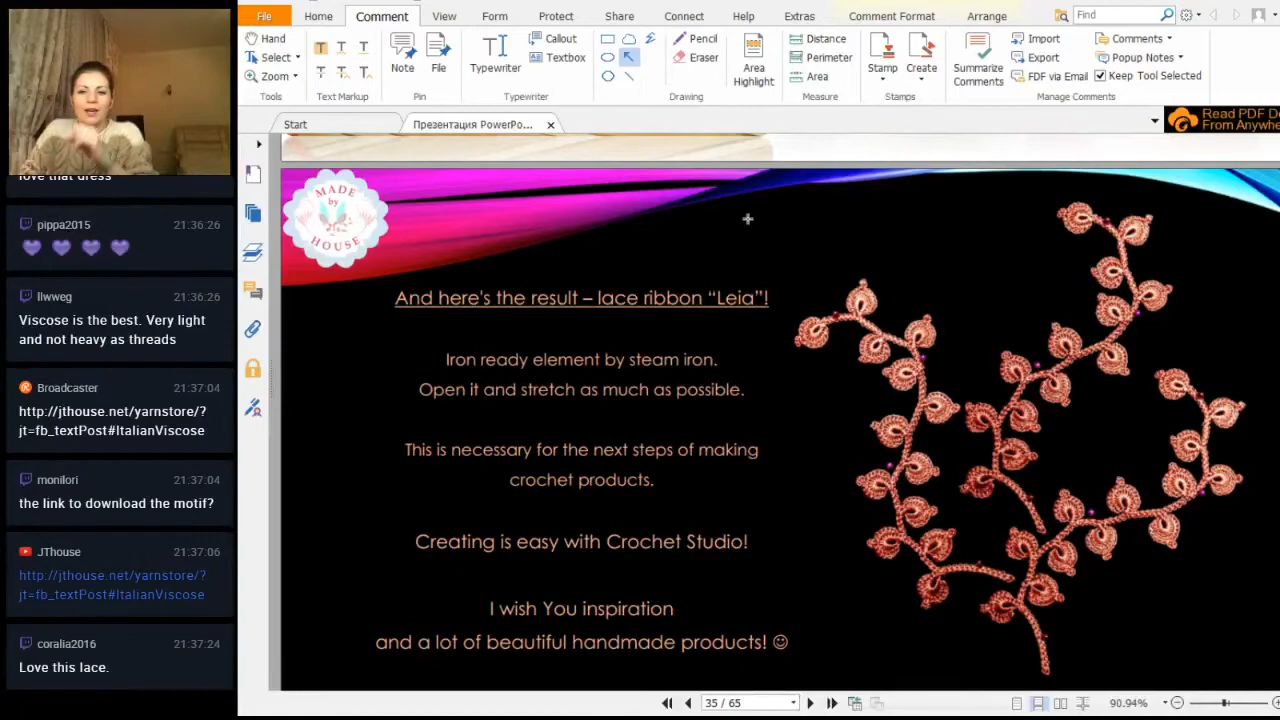 File
Home
Comment
View
Form
Protect
Share
Connect
Help
Extras
Comment Format
Arrange
Find
Hand
Select
Zoom
Tools
T T T
T T T
Text Markup
Note
File
Pin
Typewriter
Callout
Textbox
Typewriter
Pencil
Eraser
Drawing
Area
Highlight
Distance
Perimeter
Area
Measure
Stamp
Create
Stamps
Summarize
Comments
Import
Export
FDF via Email
Comments
Popup Notes
Keep Tool Selected
Manage Comments
Start
Презентация PowerPo...
Read PDF Do
From Anywhe
love that dress
pippa2015 21:36:26
llwweg 21:36:26
Viscose is the best. Very light
and not heavy as threads
Broadcaster 21:37:04
http://jthouse.net/yarnstore/?
jt=fb_textPost#ItalianViscose
monilori 21:37:04
the link to download the motif?
JThouse 21:37:06
http://jthouse.net/yarnstore/?
jt=fb_textPost#ItalianViscose
coralia2016 21:37:24
Love this lace.
MADE
by
HOUSE
And here's the result – lace ribbon “Leia”!
Iron ready element by steam iron.
Open it and stretch as much as possible.
This is necessary for the next steps of making
crochet products.
Creating is easy with Crochet Studio!
I wish You inspiration
and a lot of beautiful handmade products! ☺
35 / 65
90.94%